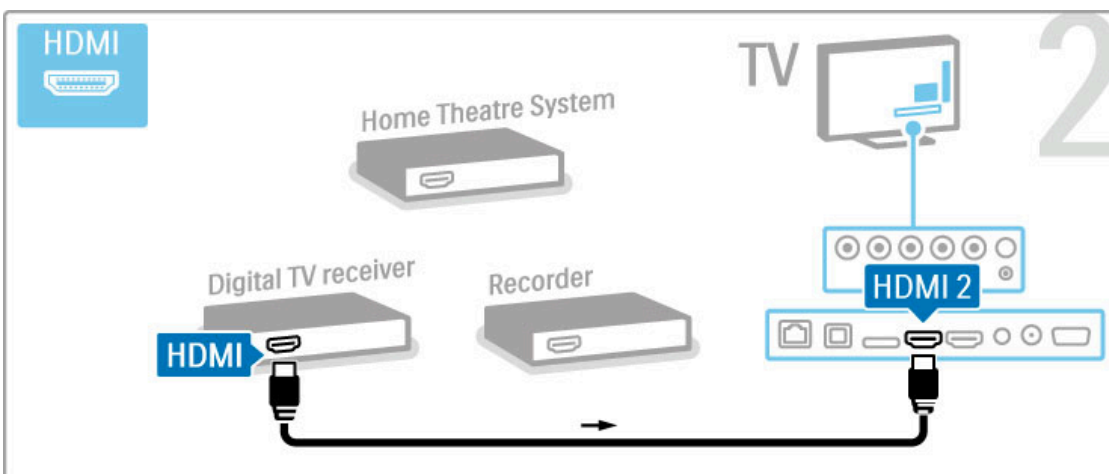 HDMI
TV
2
Home Theatre System
Digital TV receiver
Recorder
HDMI 2
HDMI